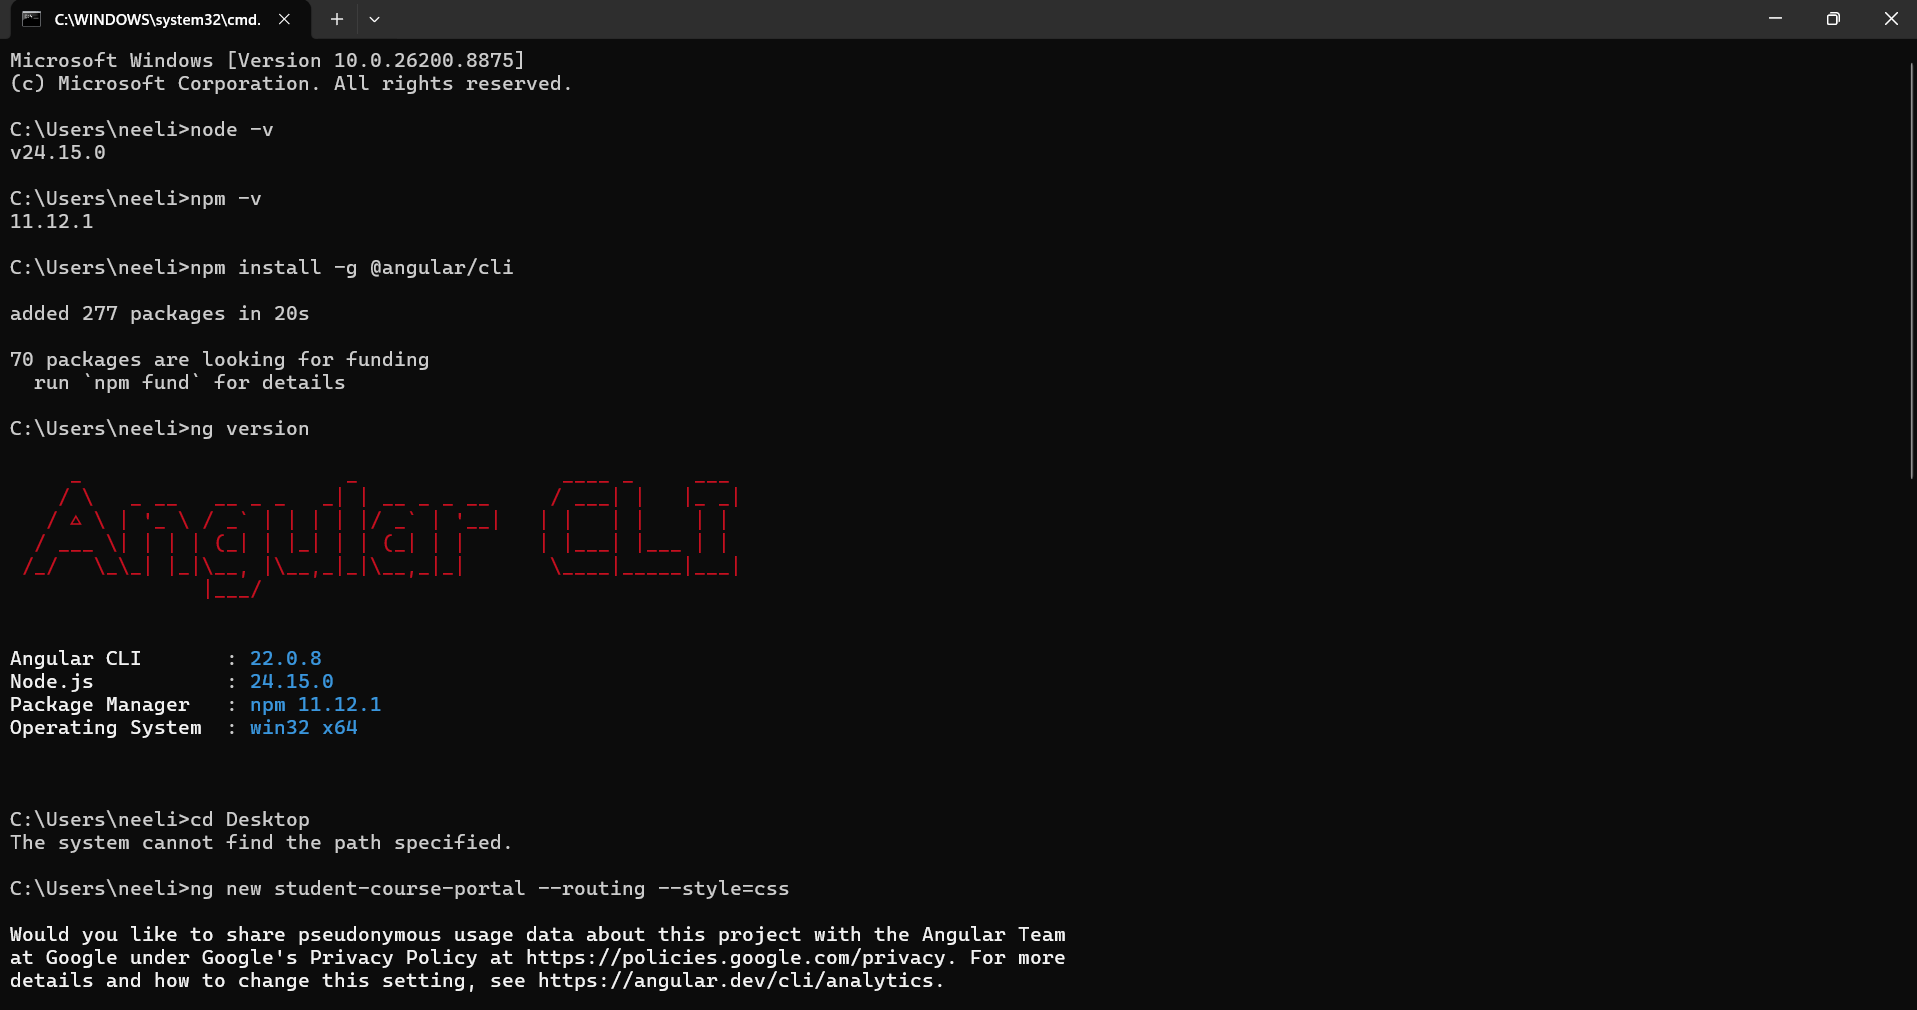 C:\WINDOWS\system32\cmd.
Microsoft Windows [Version 10.0.26200.8875]
(c) Microsoft Corporation. All rights reserved.
C:\Users\neeli>node -v
v24.15.0
C:\Users\neeli>npm -v
11.12.1
C:\Users\neeli>npm install -g @angular/cli
added 277 packages in 20s
70 packages are looking for funding
  run `npm fund` for details
C:\Users\neeli>ng version
Angular CLI
Angular CLI       : 22.0.8
Node.js           : 24.15.0
Package Manager   : npm 11.12.1
Operating System  : win32 x64
C:\Users\neeli>cd Desktop
The system cannot find the path specified.
C:\Users\neeli>ng new student-course-portal --routing --style=css
Would you like to share pseudonymous usage data about this project with the Angular Team
at Google under Google's Privacy Policy at https://policies.google.com/privacy. For more
details and how to change this setting, see https://angular.dev/cli/analytics.